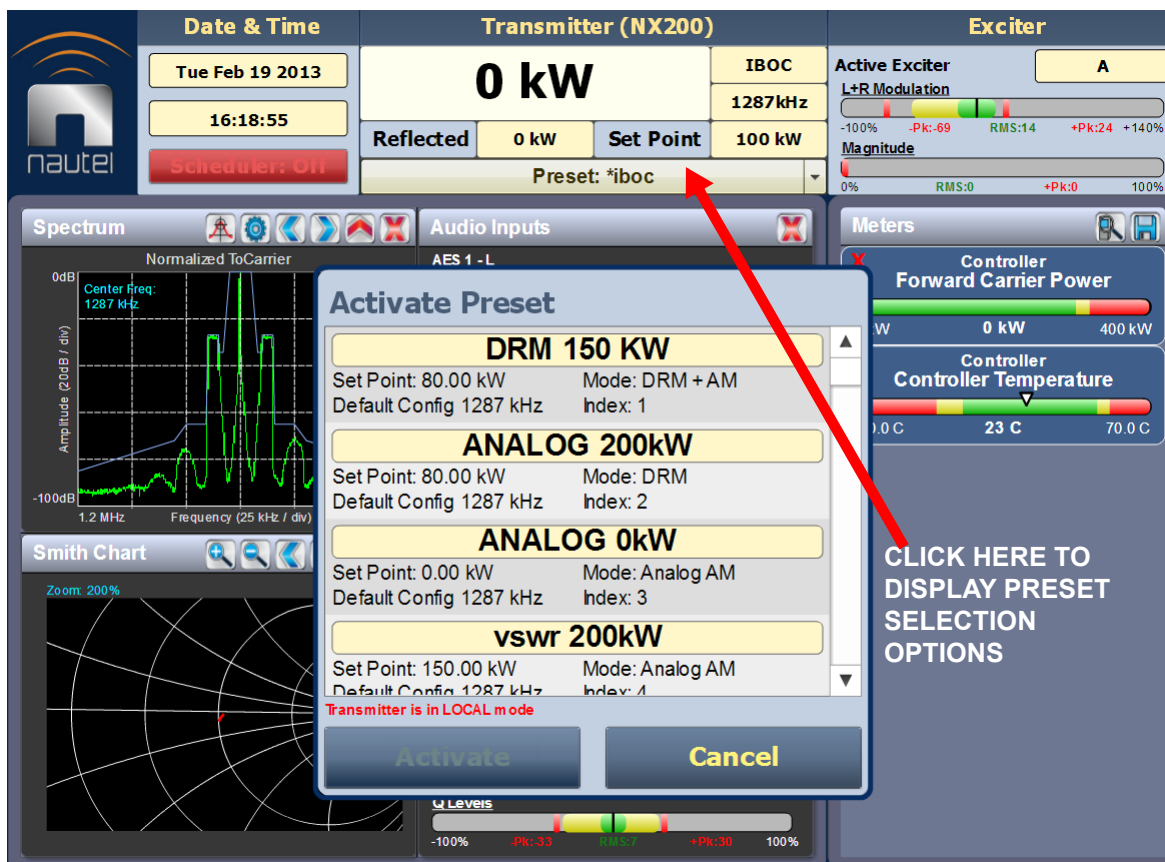 Date & Time
Transmitter (NX200)
Exciter
nautel
Tue Feb 19 2013
16:18:55
Scheduler: Off
0 kW
IBOC
1287kHz
Reflected 0 kW Set Point 100 kW
Preset: *iboc
Active Exciter A
L+R Modulation
-100% -Pk:-69 RMS:14 +Pk:24 +140%
Magnitude
0% RMS:0 +Pk:0 100%
Spectrum
Normalized ToCarrier
0dB
Center Freq:
1287 kHz
Amplitude (20dB / div)
-100dB
1.2 MHz Frequency (25 kHz / div)
Audio Inputs
AES 1 - L
Meters
Controller
Forward Carrier Power
W 0 kW 400 kW
Controller
Controller Temperature
0.0 C 23 C 70.0 C
Activate Preset
DRM 150 KW
Set Point: 80.00 kW Mode: DRM + AM
Default Config 1287 kHz Index: 1
ANALOG 200kW
Set Point: 80.00 kW Mode: DRM
Default Config 1287 kHz Index: 2
ANALOG 0kW
Set Point: 0.00 kW Mode: Analog AM
Default Config 1287 kHz Index: 3
vswr 200kW
Set Point: 150.00 kW Mode: Analog AM
Default Config 1287 kHz Index: 4
Transmitter is in LOCAL mode
Activate
Cancel
CLICK HERE TO
DISPLAY PRESET
SELECTION
OPTIONS
Smith Chart
Zoom: 200%
Q Levels
-100% -Pk:-33 RMS:7 +Pk:30 100%